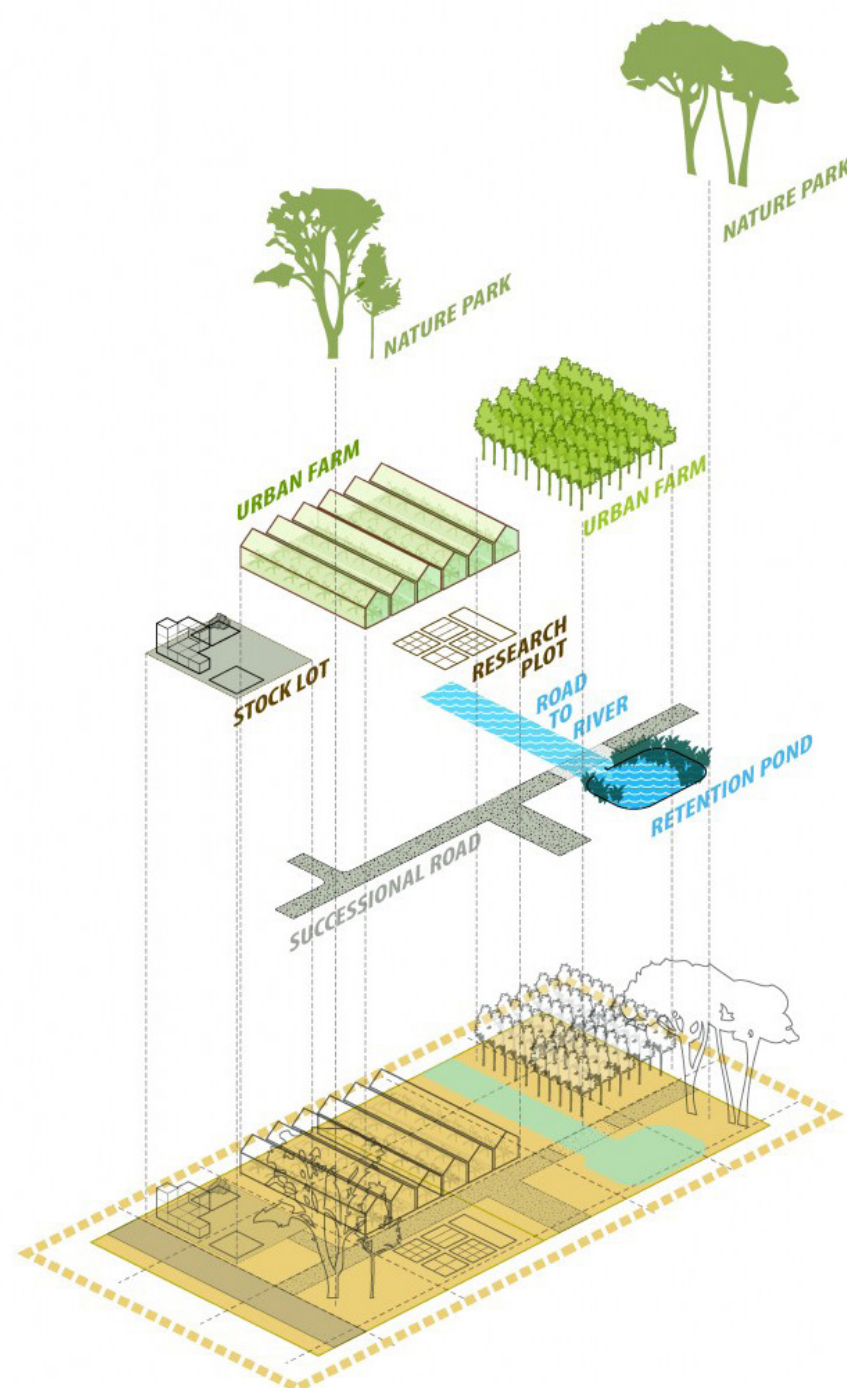 NATURE PARK
NATURE PARK
URBAN FARM
URBAN FARM
RESEARCH
PLOT
STOCK LOT
ROAD
TO
RIVER
RETENTION POND
SUCCESSIONAL ROAD